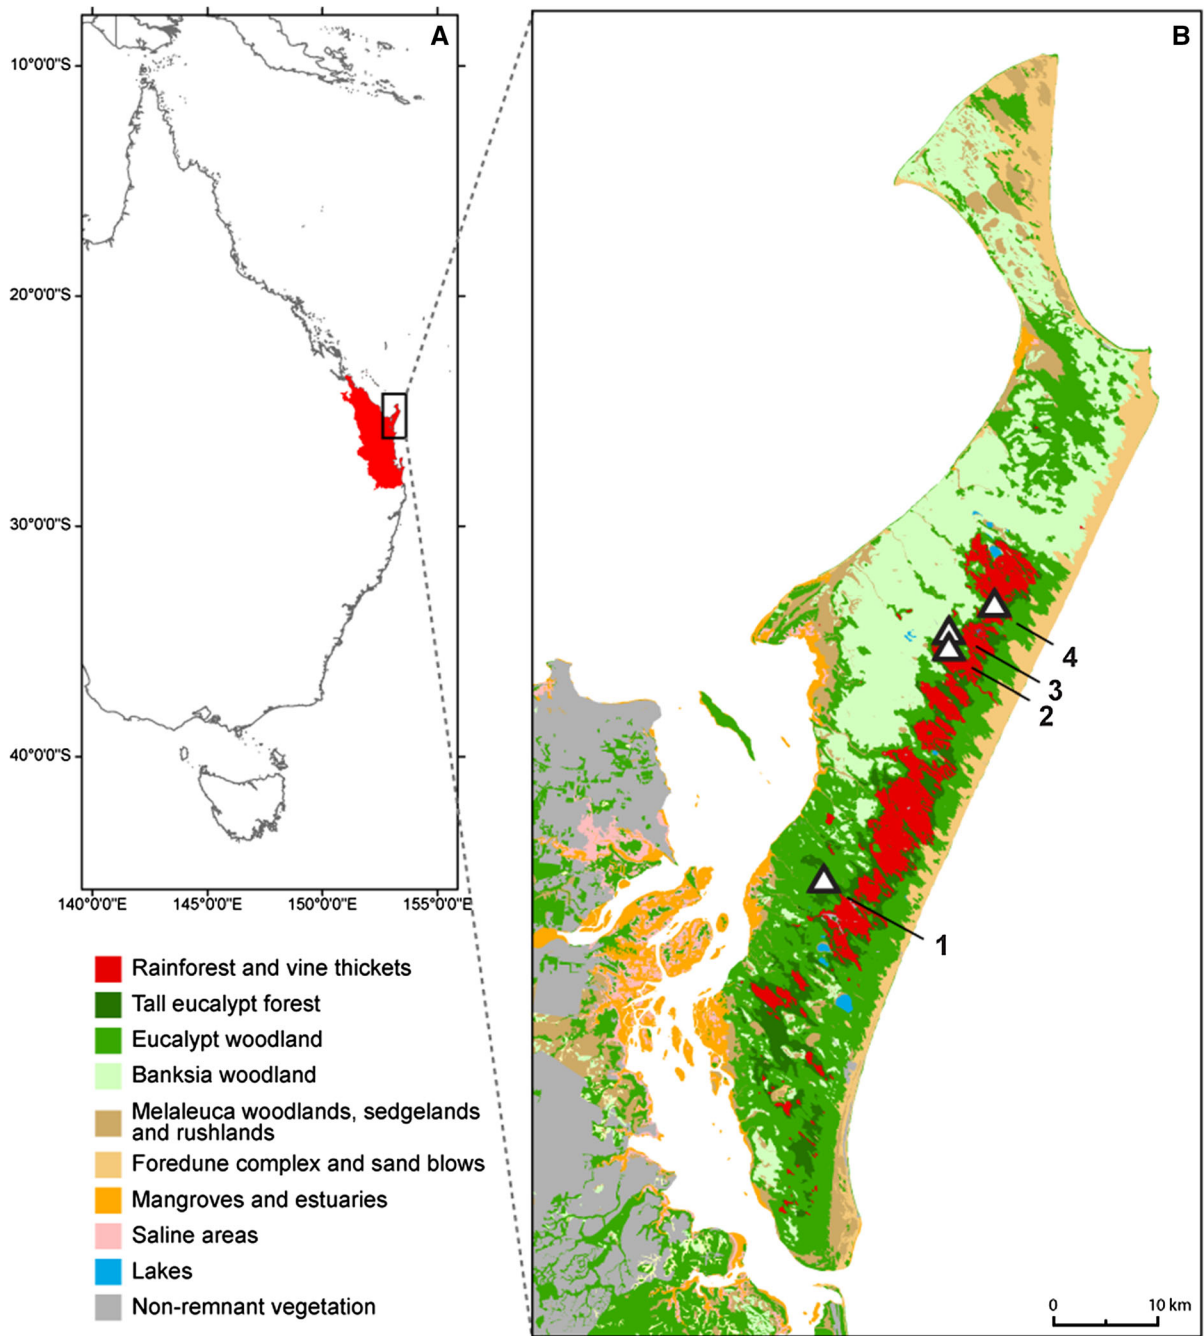 A
B
10°0'0"S
20°0'0"S
30°0'0"S
40°0'0"S
140°0'0"E
145°0'0"E
150°0'0"E
155°0'0"E
4
3
2
1
Rainforest and vine thickets
Tall eucalypt forest
Eucalypt woodland
Banksia woodland
Melaleuca woodlands, sedgelands
and rushlands
Foredune complex and sand blows
Mangroves and estuaries
Saline areas
Lakes
Non-remnant vegetation
0 10 km